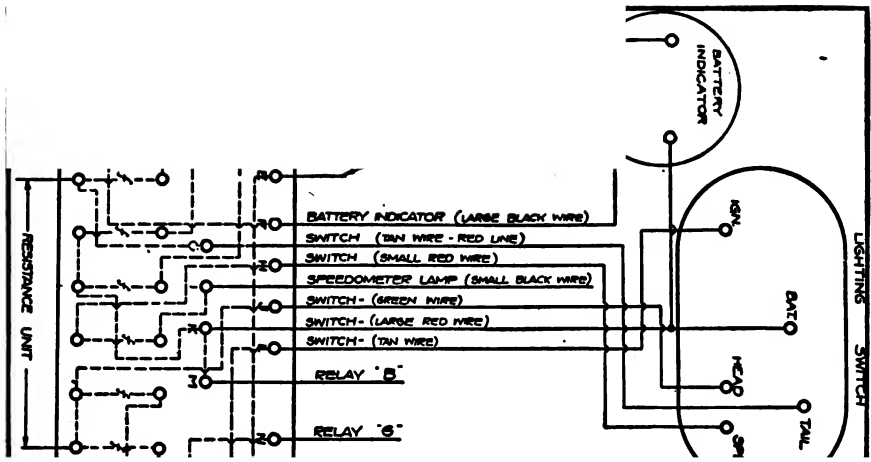 BATTERY
INDICATOR
BATTERY INDICATOR (LARGE BLACK WIRE)
SWITCH (TAN WIRE - RED LINE)
SWITCH (SMALL RED WIRE)
SPEEDOMETER LAMP (SMALL BLACK WIRE)
SWITCH- (GREEN WIRE)
SWITCH- (LARGE RED WIRE)
SWITCH- (TAN WIRE)
RELAY "B"
RELAY "G"
RESISTANCE UNIT
IGN.
BAT.
HEAD
TAIL
LIGHTING SWITCH